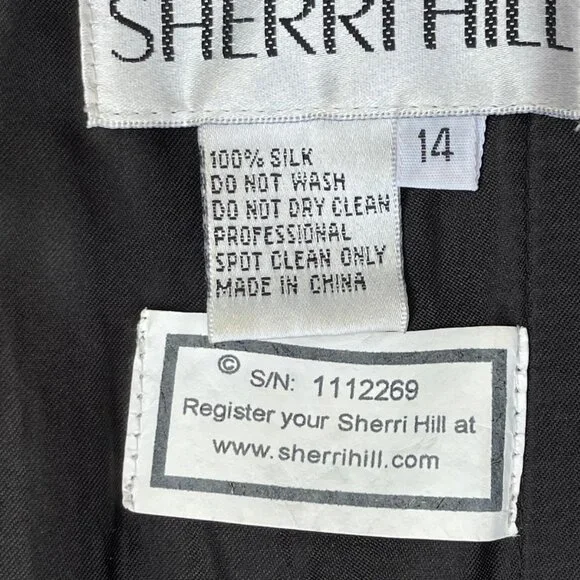 SHERRI HILL
14
100% SILK
DO NOT WASH
DO NOT DRY CLEAN
PROFESSIONAL
SPOT CLEAN ONLY
MADE IN CHINA
© S/N: 1112269
Register your Sherri Hill at
www.sherrihill.com